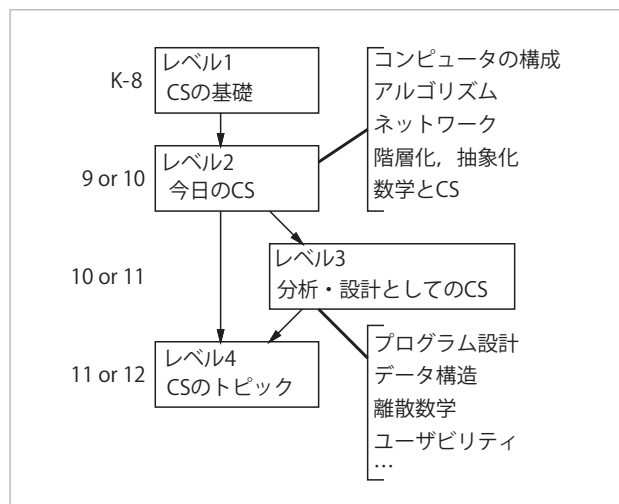 K-8
レベル1
CSの基礎
9 or 10
レベル2
今日のCS
コンピュータの構成
アルゴリズム
ネットワーク
階層化，抽象化
数学とCS
10 or 11
レベル3
分析・設計としてのCS
11 or 12
レベル4
CSのトピック
プログラム設計
データ構造
離散数学
ユーザビリティ
…